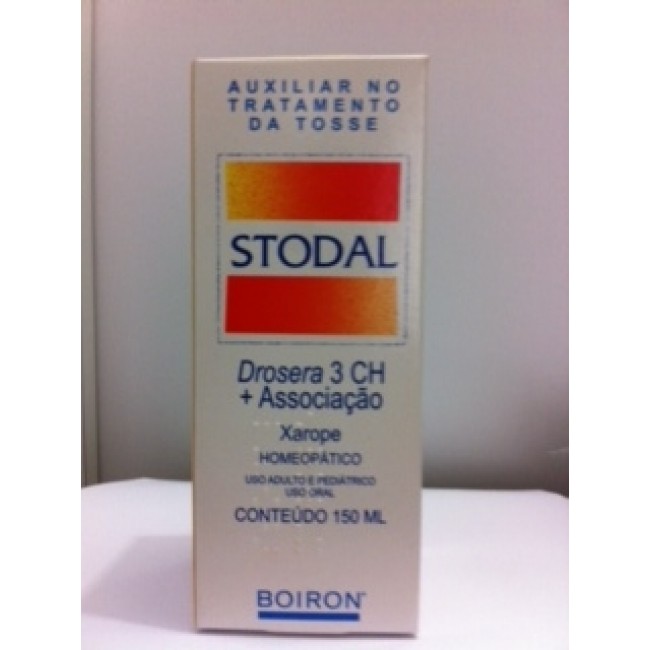 AUXILIAR NO
TRATAMENTO
DA TOSSE
STODAL
Drosera 3 CH
+ Associação
Xarope
HOMEOPÁTICO
USO ADULTO E PEDIÁTRICO
USO ORAL
CONTEÚDO 150 ML
BOIRON